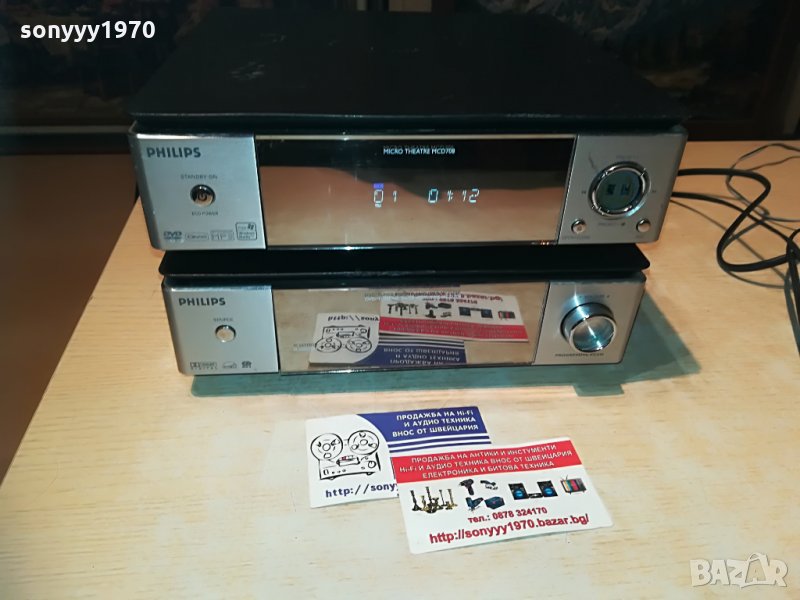 sonyyy1970
MICRO THEATRE MCD708
PHILIPS
STANDBY-ON
ECO POWER
01 01:12
DVD
MP3
PHILIPS
SOURCE
ПРОДАЖБА НА Hi-Fi
И АУДИО ТЕХНИКА
ВНОС ОТ ШВЕЙЦАРИЯ
http://sony
ПРОДАЖБА НА АНТИКИ И ИНСТУМЕНТИ
Hi-Fi И АУДИО ТЕХНИКА ВНОС ОТ ШВЕЙЦАРИЯ
ЕЛЕКТРОНИКА И БИТОВА ТЕХНИКА
тел.: 0878 324170
http://sonyyy1970.bazar.bg/
BAZAR